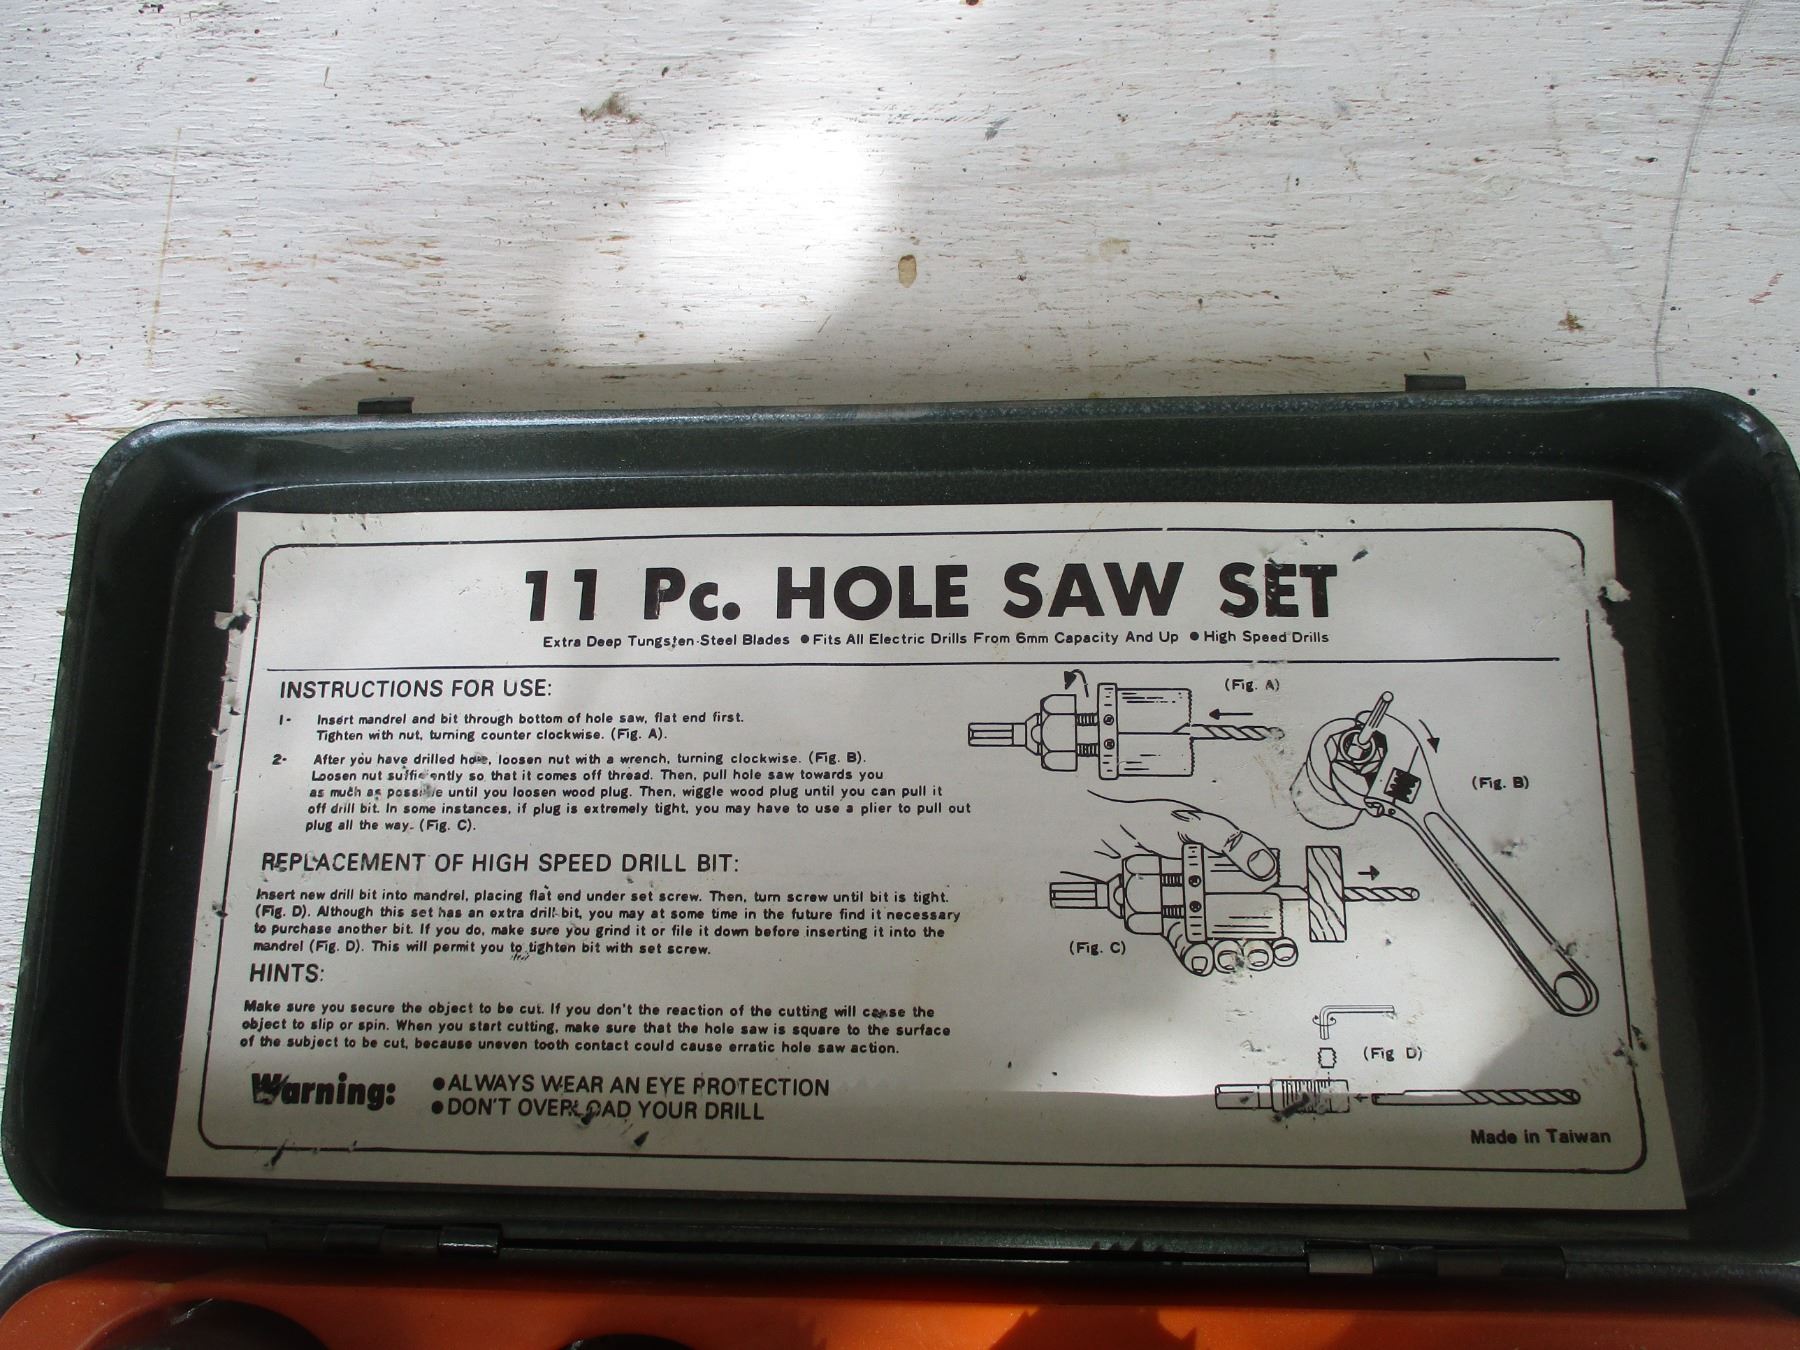 11 Pc. HOLE SAW SET
Extra Deep Tungsten-Steel Blades ● Fits All Electric Drills From 6mm Capacity And Up ● High Speed Drills
INSTRUCTIONS FOR USE:
1- Insert mandrel and bit through bottom of hole saw, flat end first.
Tighten with nut, turning counter clockwise. (Fig. A).
2- After you have drilled hole, loosen nut with a wrench, turning clockwise. (Fig. B).
Loosen nut sufficiently so that it comes off thread. Then, pull hole saw towards you
as much as possible until you loosen wood plug. Then, wiggle wood plug until you can pull it
off drill bit. In some instances, if plug is extremely tight, you may have to use a plier to pull out
plug all the way. (Fig. C).
REPLACEMENT OF HIGH SPEED DRILL BIT:
Insert new drill bit into mandrel, placing flat end under set screw. Then, turn screw until bit is tight.
(Fig. D). Although this set has an extra drill bit, you may at some time in the future find it necessary
to purchase another bit. If you do, make sure you grind it or file it down before inserting it into the
mandrel (Fig. D). This will permit you to tighten bit with set screw.
HINTS:
Make sure you secure the object to be cut. If you don't the reaction of the cutting will cause the
object to slip or spin. When you start cutting, make sure that the hole saw is square to the surface
of the subject to be cut, because uneven tooth contact could cause erratic hole saw action.
Warning: ● ALWAYS WEAR AN EYE PROTECTION
● DON'T OVERLOAD YOUR DRILL
(Fig. A)
(Fig. B)
(Fig. C)
(Fig D)
Made in Taiwan